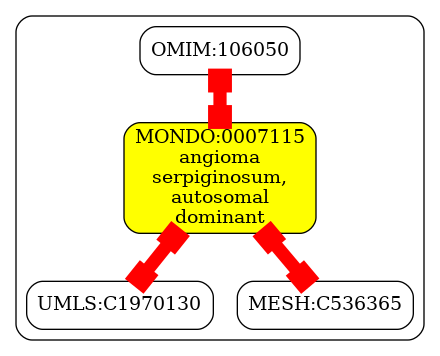 OMIM:106050
MONDO:0007115
angioma
serpiginosum,
autosomal
dominant
UMLS:C1970130
MESH:C536365